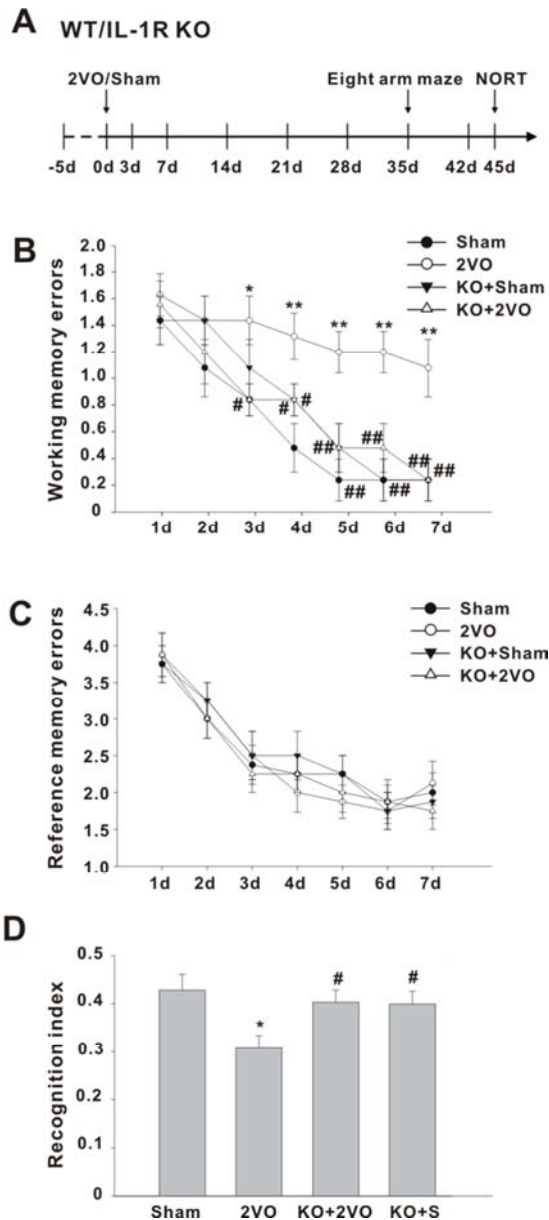 A WT/IL-1R KO
2VO/Sham Eight arm maze NORT
-5d 0d 3d 7d 14d 21d 28d 35d 42d 45d
B
Working memory errors
2.0
1.8
1.6
1.4
1.2
1.0
0.8
0.6
0.4
0.2
0
Sham
2VO
KO+Sham
KO+2VO
* ** ** ** **
# # #
## ## ## ##
## ##
1d 2d 3d 4d 5d 6d 7d
C
Reference memory errors
4.5
4.0
3.5
3.0
2.5
2.0
1.5
1.0
Sham
2VO
KO+Sham
KO+2VO
1d 2d 3d 4d 5d 6d 7d
D
Recognition index
0.5
0.4
0.3
0.2
0.1
0
* # #
Sham 2VO KO+2VO KO+S